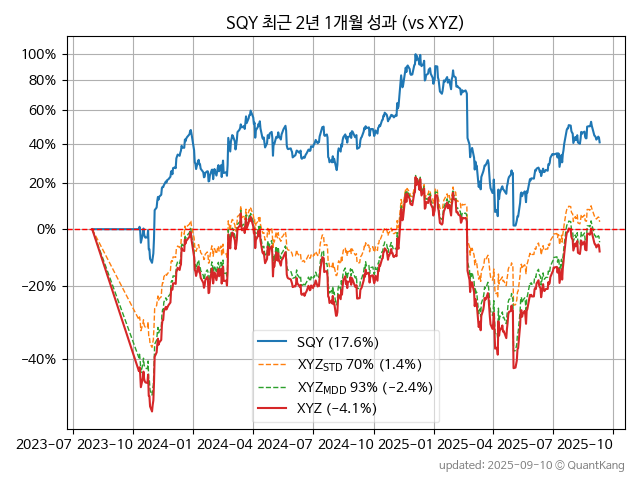 SQY 최근 2년 1개월 성과 (vs XYZ)
100%
80%
60%
40%
20%
0%
−20%
−40%
SQY (17.6%)
XYZSTD 70% (1.4%)
XYZMDD 93% (−2.4%)
XYZ (−4.1%)
2023-07 2023-10 2024-01 2024-04 2024-07 2024-10 2025-01 2025-04 2025-07 2025-10
updated: 2025-09-10 © QuantKang